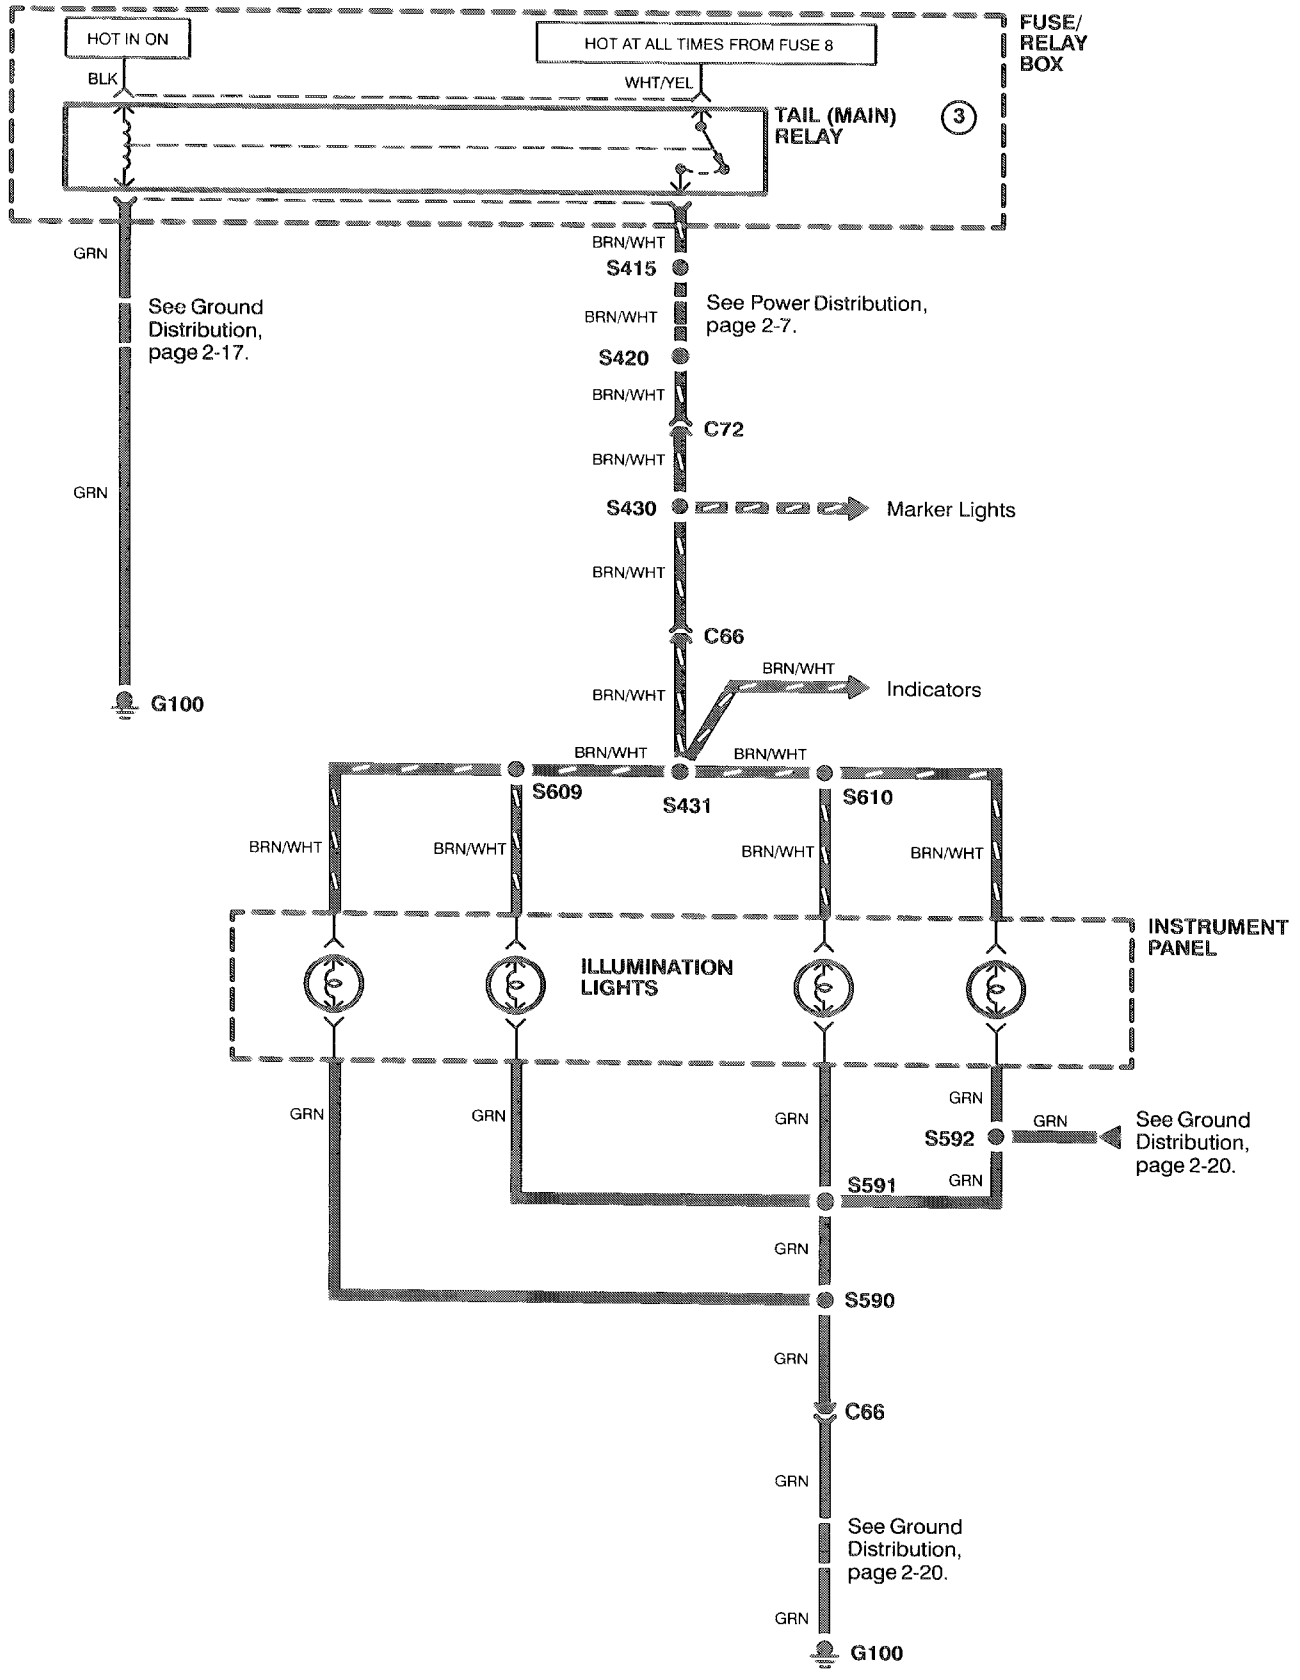 HOT IN ON
HOT AT ALL TIMES FROM FUSE 8
FUSE/
RELAY
BOX
BLK
WHT/YEL
TAIL (MAIN)
RELAY
3
GRN
BRN/WHT
S415
See Ground
Distribution,
page 2-17.
BRN/WHT
See Power Distribution,
page 2-7.
S420
BRN/WHT
C72
BRN/WHT
GRN
S430
Marker Lights
BRN/WHT
C66
BRN/WHT
BRN/WHT
Indicators
G100
BRN/WHT
BRN/WHT
S609
S431
S610
BRN/WHT
BRN/WHT
BRN/WHT
BRN/WHT
INSTRUMENT
PANEL
ILLUMINATION
LIGHTS
GRN
GRN
GRN
GRN
S592
GRN
See Ground
Distribution,
page 2-20.
GRN
S591
GRN
S590
GRN
C66
GRN
See Ground
Distribution,
page 2-20.
GRN
G100